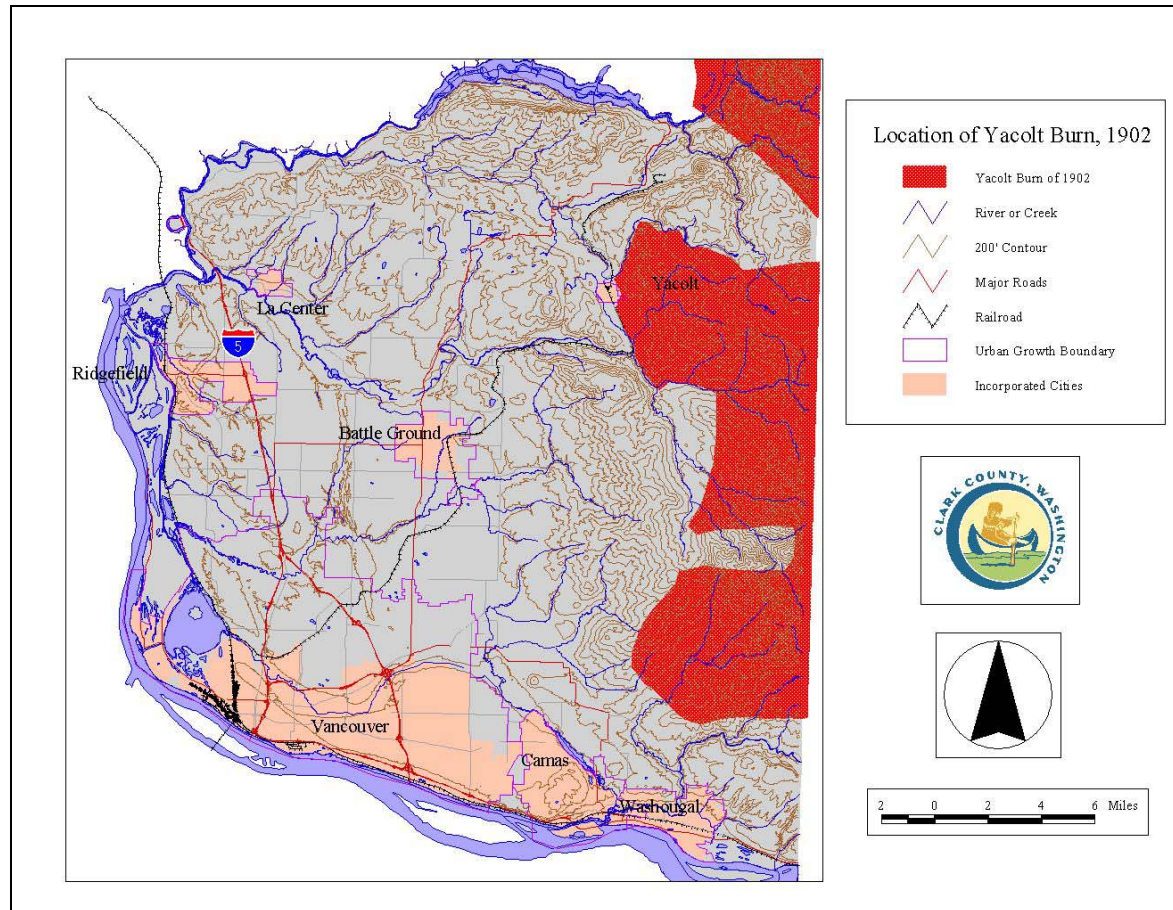 Location of Yacolt Burn, 1902
Yacolt Burn of 1902
River or Creek
200' Contour
Major Roads
Railroad
Urban Growth Boundary
Incorporated Cities
Yacolt
La Center
5
Ridgefield
Battle Ground
Vancouver
Camas
Washougal
CLARK COUNTY, WASHINGTON
2 0 2 4 6 Miles